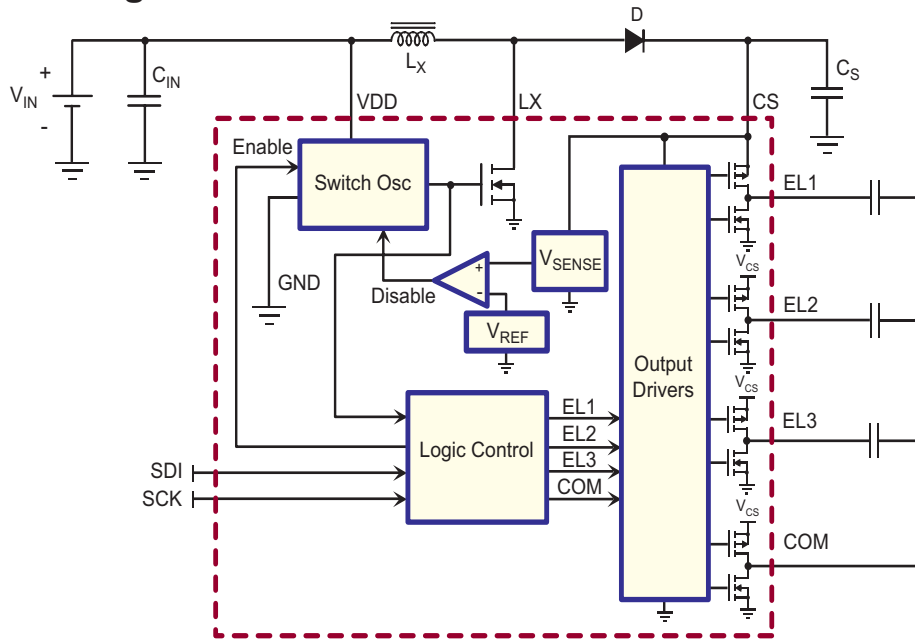 D
L_X
C_IN
C_S
+
V_IN
-
VDD
LX
CS
Enable
Switch Osc
EL1
GND
Disable
+
-
V_SENSE
V_CS
V_REF
EL2
Output
Drivers
V_CS
EL1
EL2
EL3
COM
Logic Control
EL3
SDI
SCK
V_CS
COM